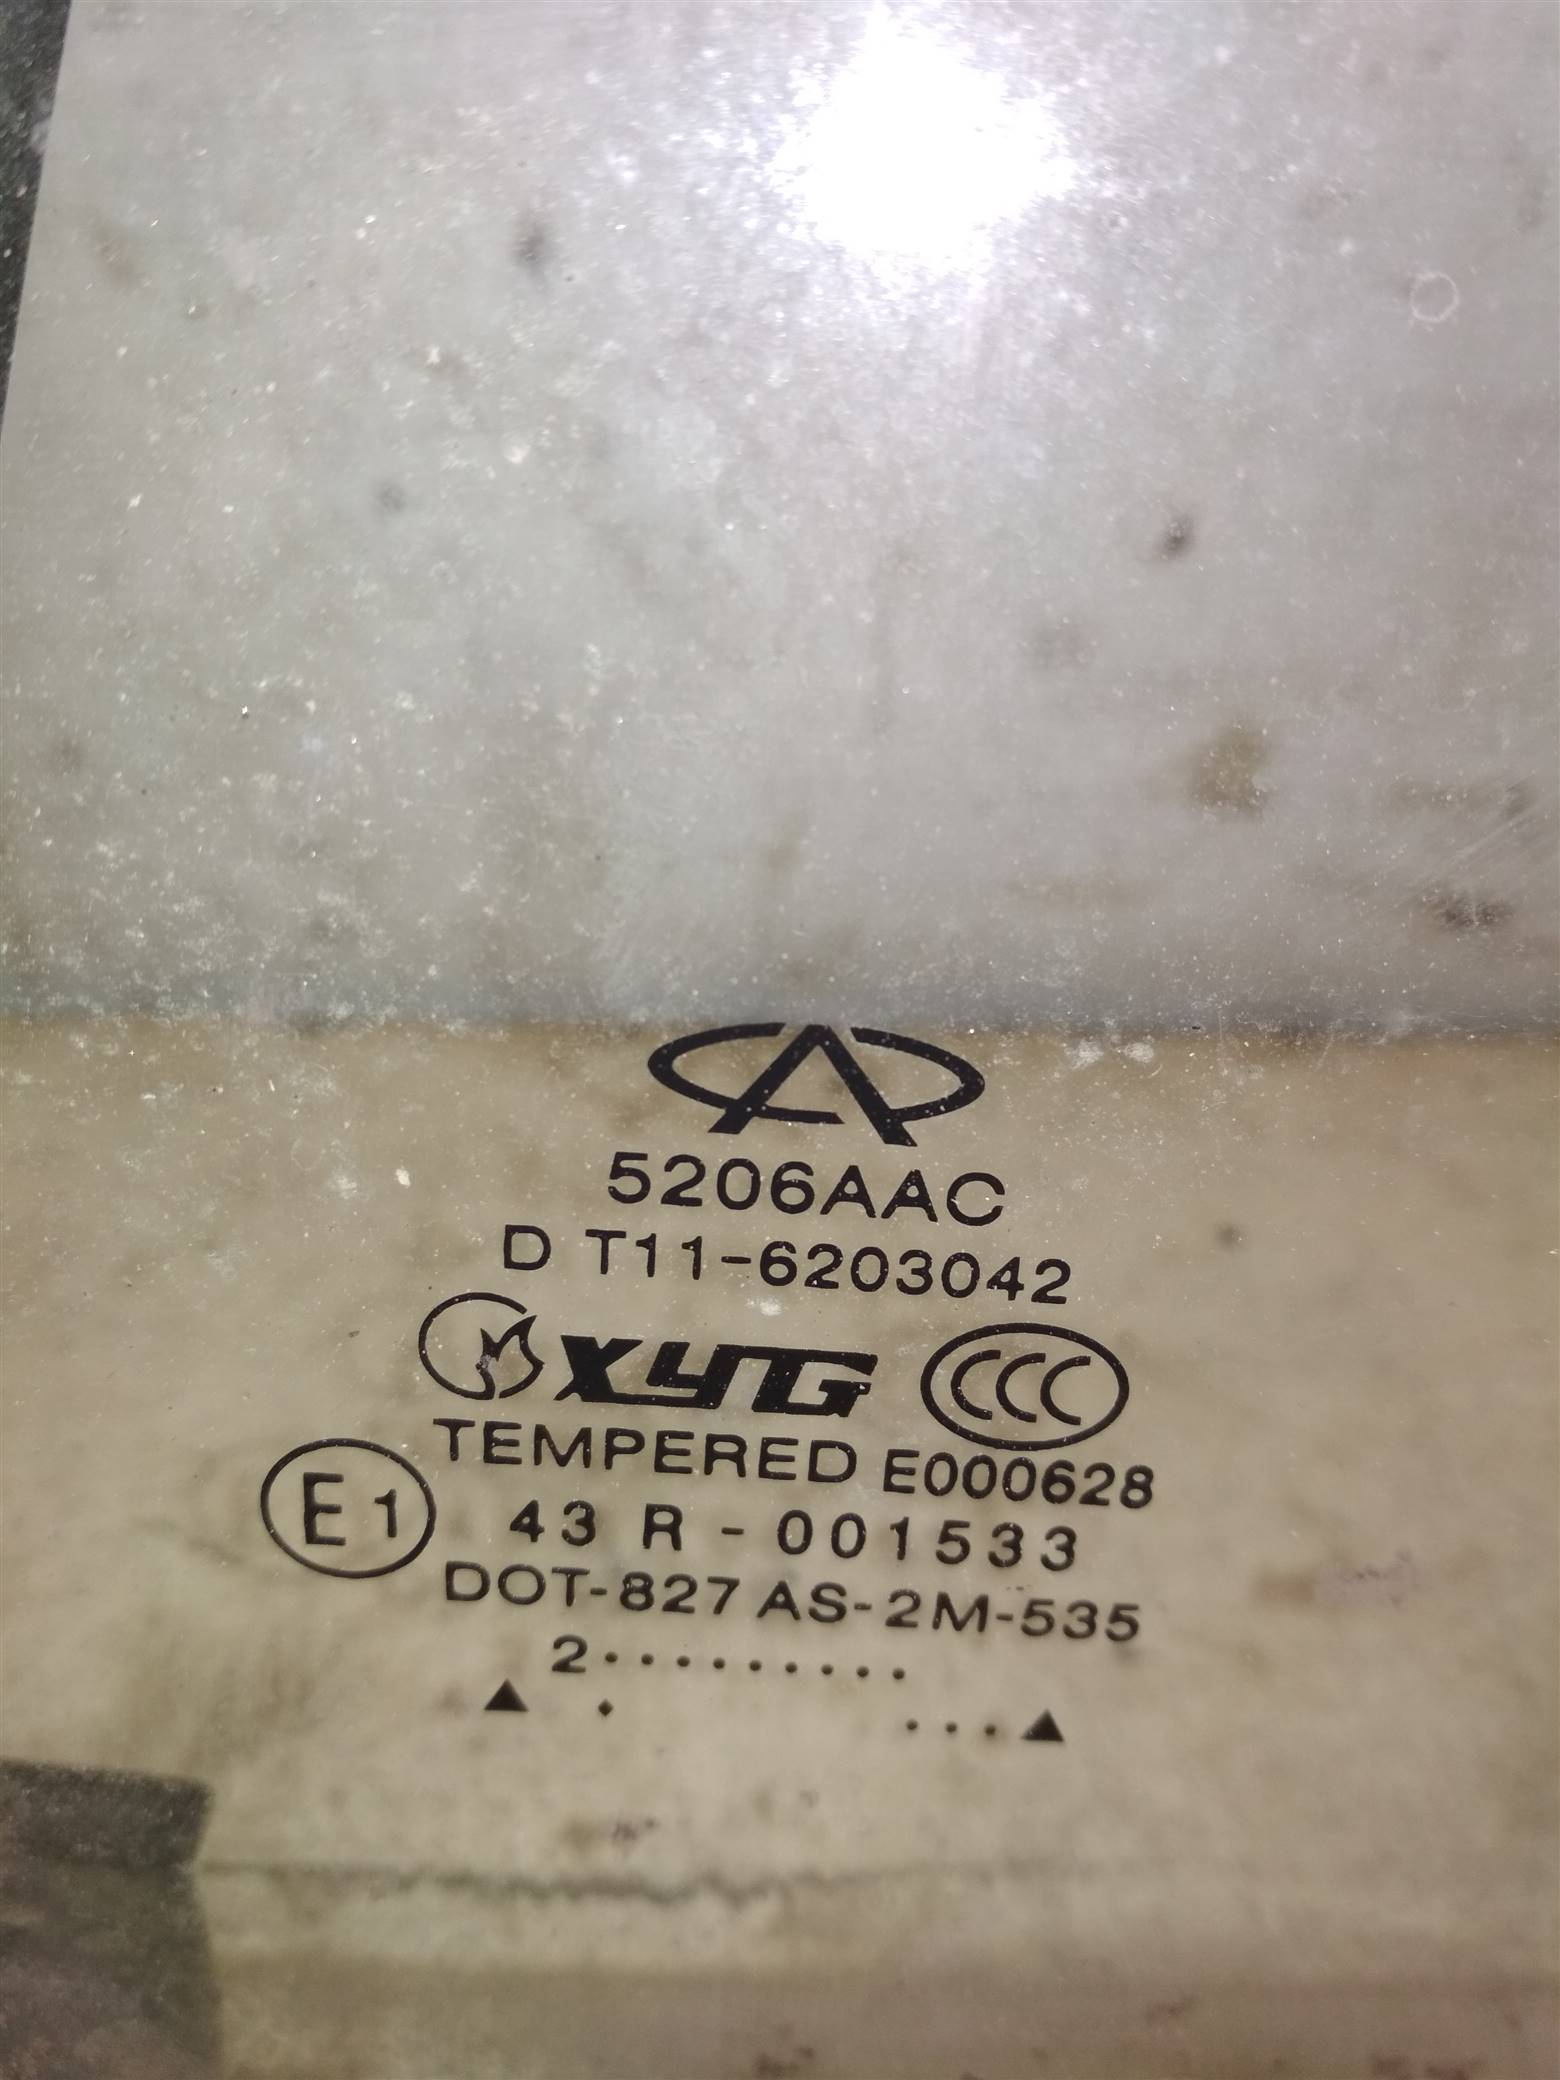 5206AAC
D T11-6203042
XYG CCC
TEMPERED E000628
E1 43 R - 001533
DOT-827 AS-2M-535
2·········
▲ · ...▲